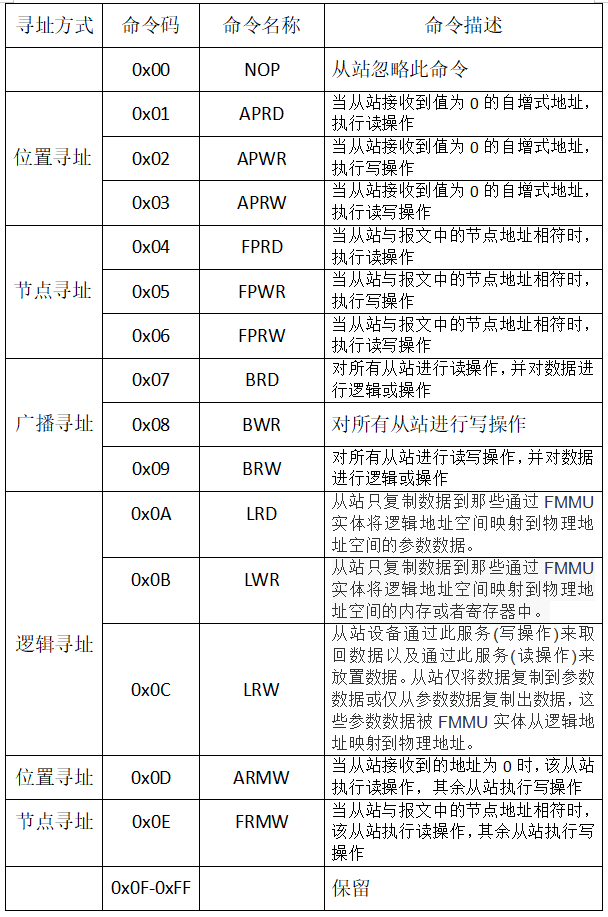 寻址方式 命令码 命令名称 命令描述
0x00 NOP 从站忽略此命令
位置寻址
0x01 APRD 当从站接收到值为 0 的自增式地址，
执行读操作
0x02 APWR 当从站接收到值为 0 的自增式地址，
执行写操作
0x03 APRW 当从站接收到值为 0 的自增式地址，
执行读写操作
节点寻址
0x04 FPRD 当从站与报文中的节点地址相符时，
执行读操作
0x05 FPWR 当从站与报文中的节点地址相符时，
执行写操作
0x06 FPRW 当从站与报文中的节点地址相符时，
执行读写操作
广播寻址
0x07 BRD 对所有从站进行读操作，并对数据进
行逻辑或操作
0x08 BWR 对所有从站进行写操作
0x09 BRW 对所有从站进行读写操作，并对数据
进行逻辑或操作
逻辑寻址
0x0A LRD 从站只复制数据到那些通过 FMMU
实体将逻辑地址空间映射到物理地
址空间的参数数据。
0x0B LWR 从站只复制数据到那些通过 FMMU
实体将逻辑地址空间映射到物理地
址空间的内存或者寄存器中。
0x0C LRW 从站设备通过此服务(写操作)来取
回数据以及通过此服务(读操作)来
放置数据。从站仅将数据复制到参数
数据或仅从参数数据复制出数据，这
些参数数据被 FMMU 实体从逻辑地
址映射到物理地址。
位置寻址 0x0D ARMW 当从站接收到的地址为 0 时，该从站
执行读操作，其余从站执行写操作
节点寻址 0x0E FRMW 当从站与报文中的节点地址相符时，
该从站执行读操作，其余从站执行写
操作
0x0F-0xFF 保留